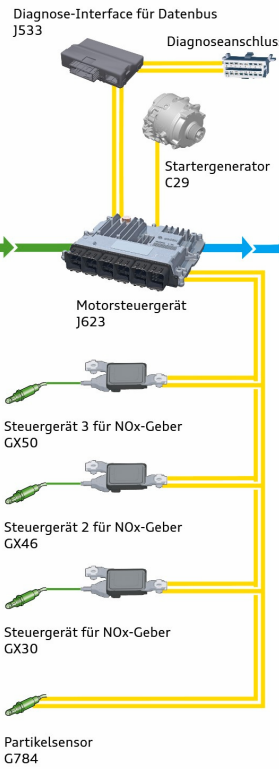 Diagnose-Interface für Datenbus
J533
Diagnoseanschlus
Startergenerator
C29
Motorsteuergerät
J623
Steuergerät 3 für NOx-Geber
GX50
Steuergerät 2 für NOx-Geber
GX46
Steuergerät für NOx-Geber
GX30
Partikelsensor
G784